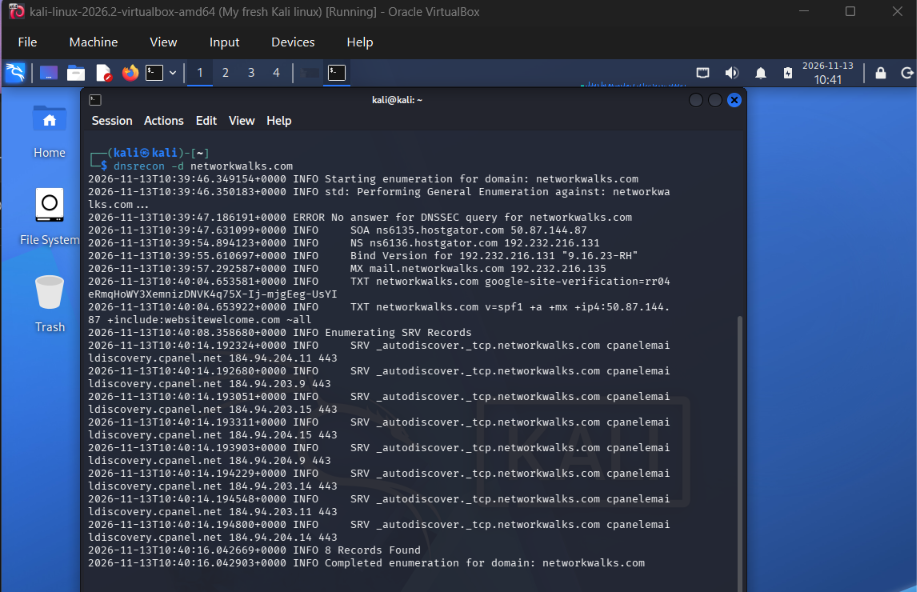 kali-linux-2026.2-virtualbox-amd64 (My fresh Kali linux) [Running] - Oracle VirtualBox
File Machine View Input Devices Help
1 2 3 4
2026-11-13
10:41
kali@kali: ~
Session Actions Edit View Help
Home
File System
Trash
┌──(kali㉿kali)-[~]
└─$ dnsrecon -d networkwalks.com
2026-11-13T10:39:46.349154+0000 INFO Starting enumeration for domain: networkwalks.com
2026-11-13T10:39:46.350183+0000 INFO std: Performing General Enumeration against: networkwa
lks.com...
2026-11-13T10:39:47.186191+0000 ERROR No answer for DNSSEC query for networkwalks.com
2026-11-13T10:39:47.631099+0000 INFO SOA ns6135.hostgator.com 50.87.144.87
2026-11-13T10:39:54.894123+0000 INFO NS ns6136.hostgator.com 192.232.216.131
2026-11-13T10:39:55.610697+0000 INFO Bind Version for 192.232.216.131 "9.16.23-RH"
2026-11-13T10:39:57.292587+0000 INFO MX mail.networkwalks.com 192.232.216.135
2026-11-13T10:40:04.653581+0000 INFO TXT networkwalks.com google-site-verification=rr04
eRmqHoWY3XemnizDNVK4q75X-Ij-mjgEeg-UsYI
2026-11-13T10:40:04.653922+0000 INFO TXT networkwalks.com v=spf1 +a +mx +ip4:50.87.144.
87 +include:websitewelcome.com ~all
2026-11-13T10:40:08.358680+0000 INFO Enumerating SRV Records
2026-11-13T10:40:14.192324+0000 INFO SRV _autodiscover._tcp.networkwalks.com cpanelemai
ldiscovery.cpanel.net 184.94.204.11 443
2026-11-13T10:40:14.192680+0000 INFO SRV _autodiscover._tcp.networkwalks.com cpanelemai
ldiscovery.cpanel.net 184.94.203.9 443
2026-11-13T10:40:14.193051+0000 INFO SRV _autodiscover._tcp.networkwalks.com cpanelemai
ldiscovery.cpanel.net 184.94.203.15 443
2026-11-13T10:40:14.193311+0000 INFO SRV _autodiscover._tcp.networkwalks.com cpanelemai
ldiscovery.cpanel.net 184.94.204.15 443
2026-11-13T10:40:14.193903+0000 INFO SRV _autodiscover._tcp.networkwalks.com cpanelemai
ldiscovery.cpanel.net 184.94.204.9 443
2026-11-13T10:40:14.194229+0000 INFO SRV _autodiscover._tcp.networkwalks.com cpanelemai
ldiscovery.cpanel.net 184.94.203.14 443
2026-11-13T10:40:14.194548+0000 INFO SRV _autodiscover._tcp.networkwalks.com cpanelemai
ldiscovery.cpanel.net 184.94.203.11 443
2026-11-13T10:40:14.194800+0000 INFO SRV _autodiscover._tcp.networkwalks.com cpanelemai
ldiscovery.cpanel.net 184.94.204.14 443
2026-11-13T10:40:16.042669+0000 INFO 8 Records Found
2026-11-13T10:40:16.042903+0000 INFO Completed enumeration for domain: networkwalks.com
KALI